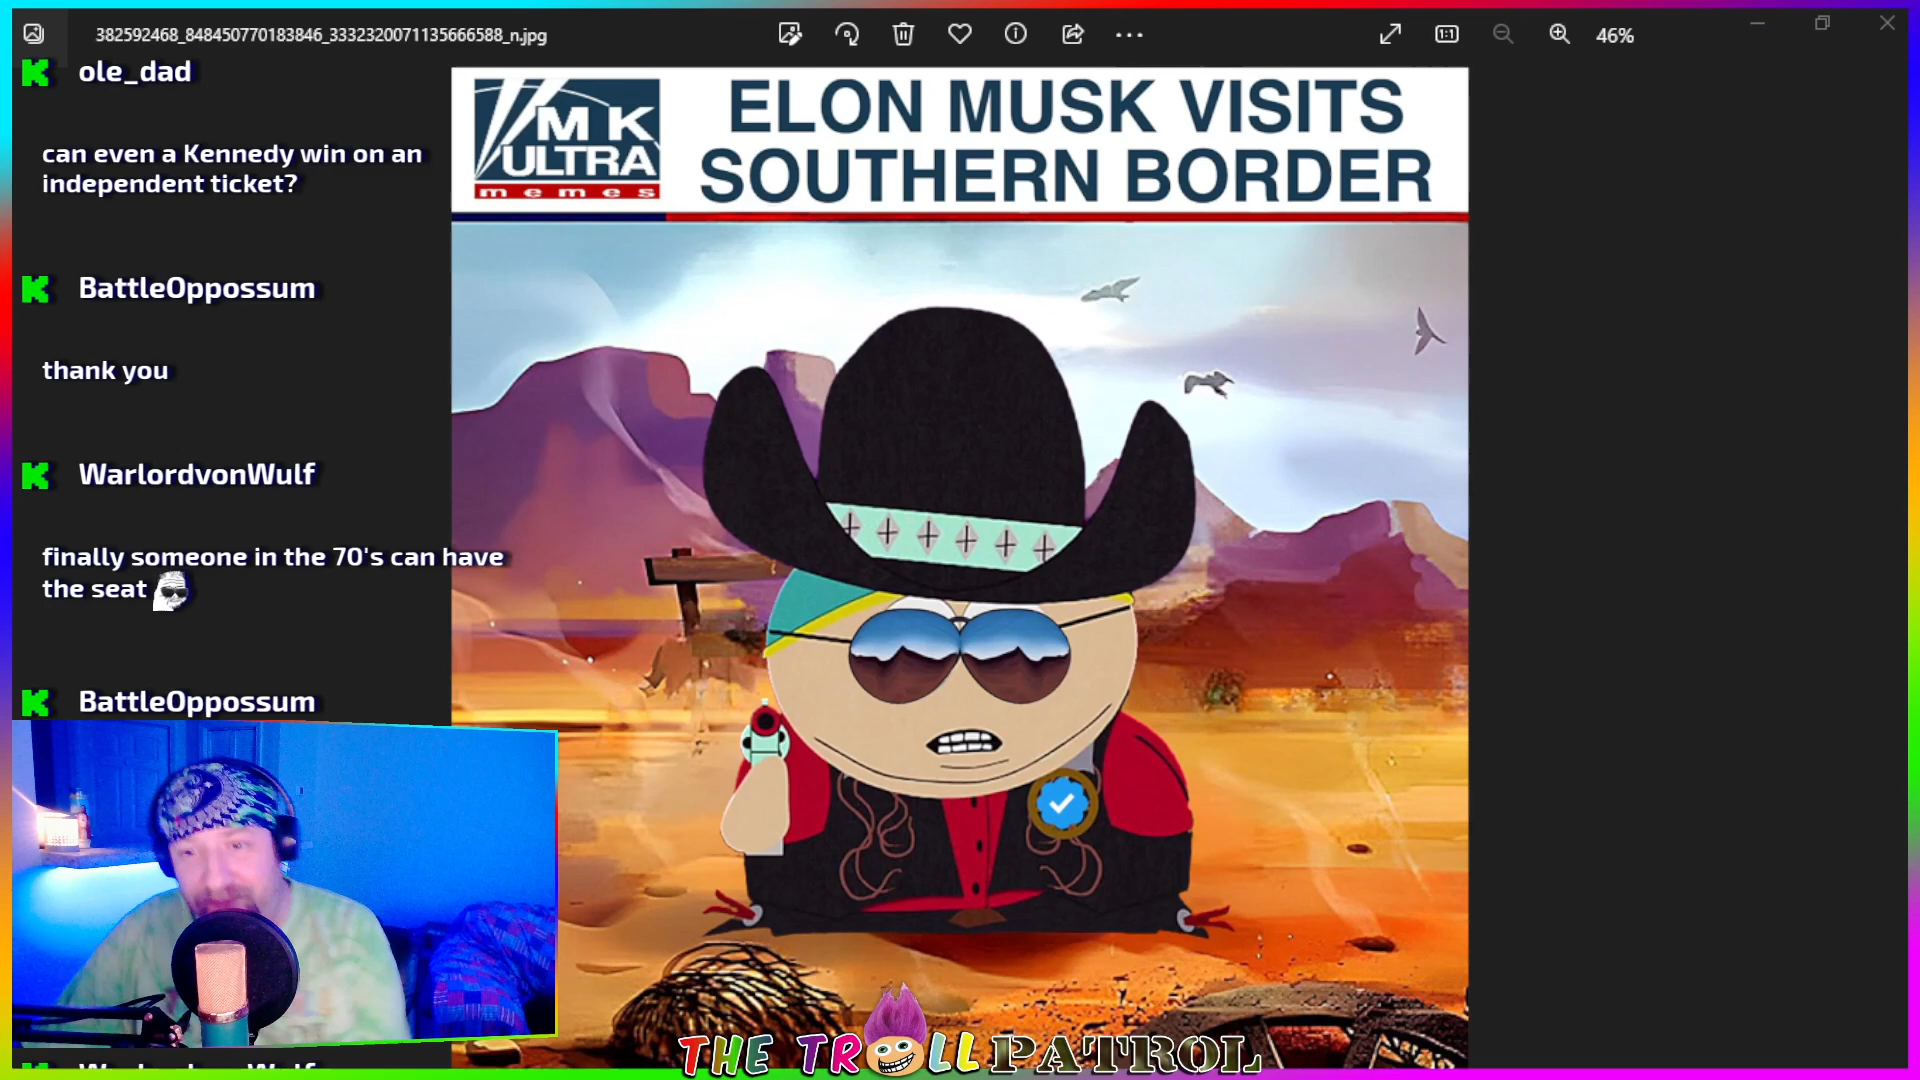 382592468_848450770183846_3332320071135666588_n.jpg
46%
ole_dad
can even a Kennedy win on an
independent ticket?
BattleOppossum
thank you
WarlordvonWulf
finally someone in the 70's can have
the seat
BattleOppossum
MK
ULTRA
memes
ELON MUSK VISITS
SOUTHERN BORDER
THE TROLL PATROL